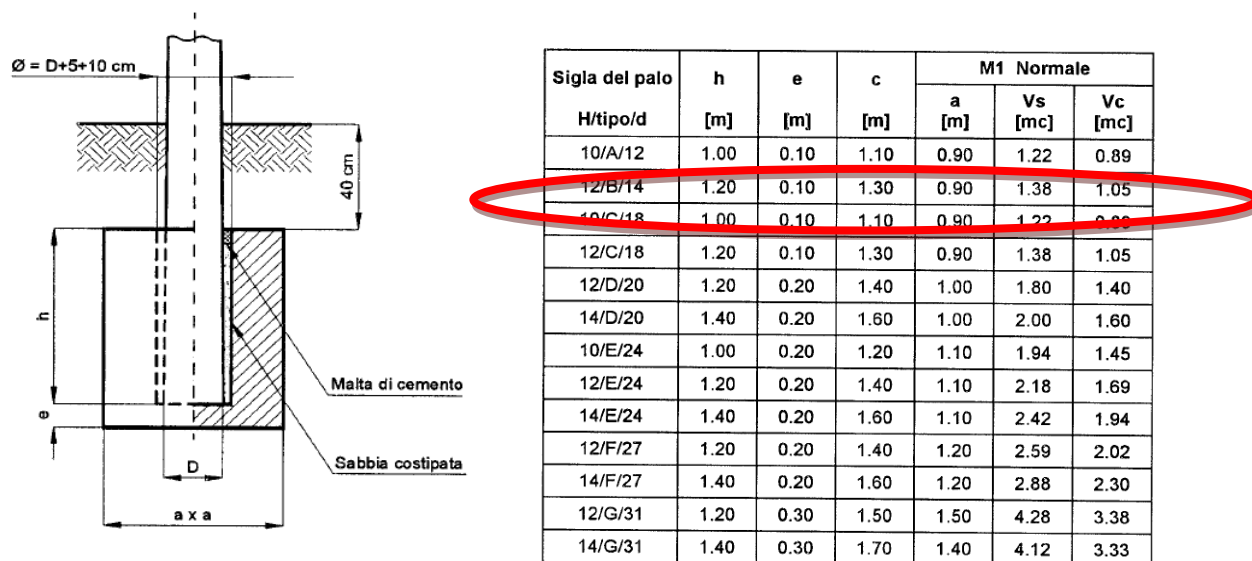 Ø = D+5+10 cm
40 cm
h
e
D
a x a
Malta di cemento
Sabbia costipata
Sigla del palo h e c M1 Normale
H/tipo/d [m] [m] [m] a [m] Vs [mc] Vc [mc]
10/A/12 1.00 0.10 1.10 0.90 1.22 0.89
12/B/14 1.20 0.10 1.30 0.90 1.38 1.05
10/C/18 1.00 0.10 1.10 0.90 1.22
12/C/18 1.20 0.10 1.30 0.90 1.38 1.05
12/D/20 1.20 0.20 1.40 1.00 1.80 1.40
14/D/20 1.40 0.20 1.60 1.00 2.00 1.60
10/E/24 1.00 0.20 1.20 1.10 1.94 1.45
12/E/24 1.20 0.20 1.40 1.10 2.18 1.69
14/E/24 1.40 0.20 1.60 1.10 2.42 1.94
12/F/27 1.20 0.20 1.40 1.20 2.59 2.02
14/F/27 1.40 0.20 1.60 1.20 2.88 2.30
12/G/31 1.20 0.30 1.50 1.50 4.28 3.38
14/G/31 1.40 0.30 1.70 1.40 4.12 3.33